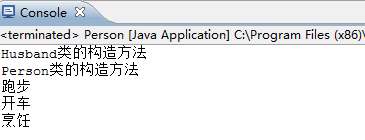 Console
<terminated> Person [Java Application] C:\Program Files (x86)\
Husband类的构造方法
Person类的构造方法
跑步
开车
烹饪